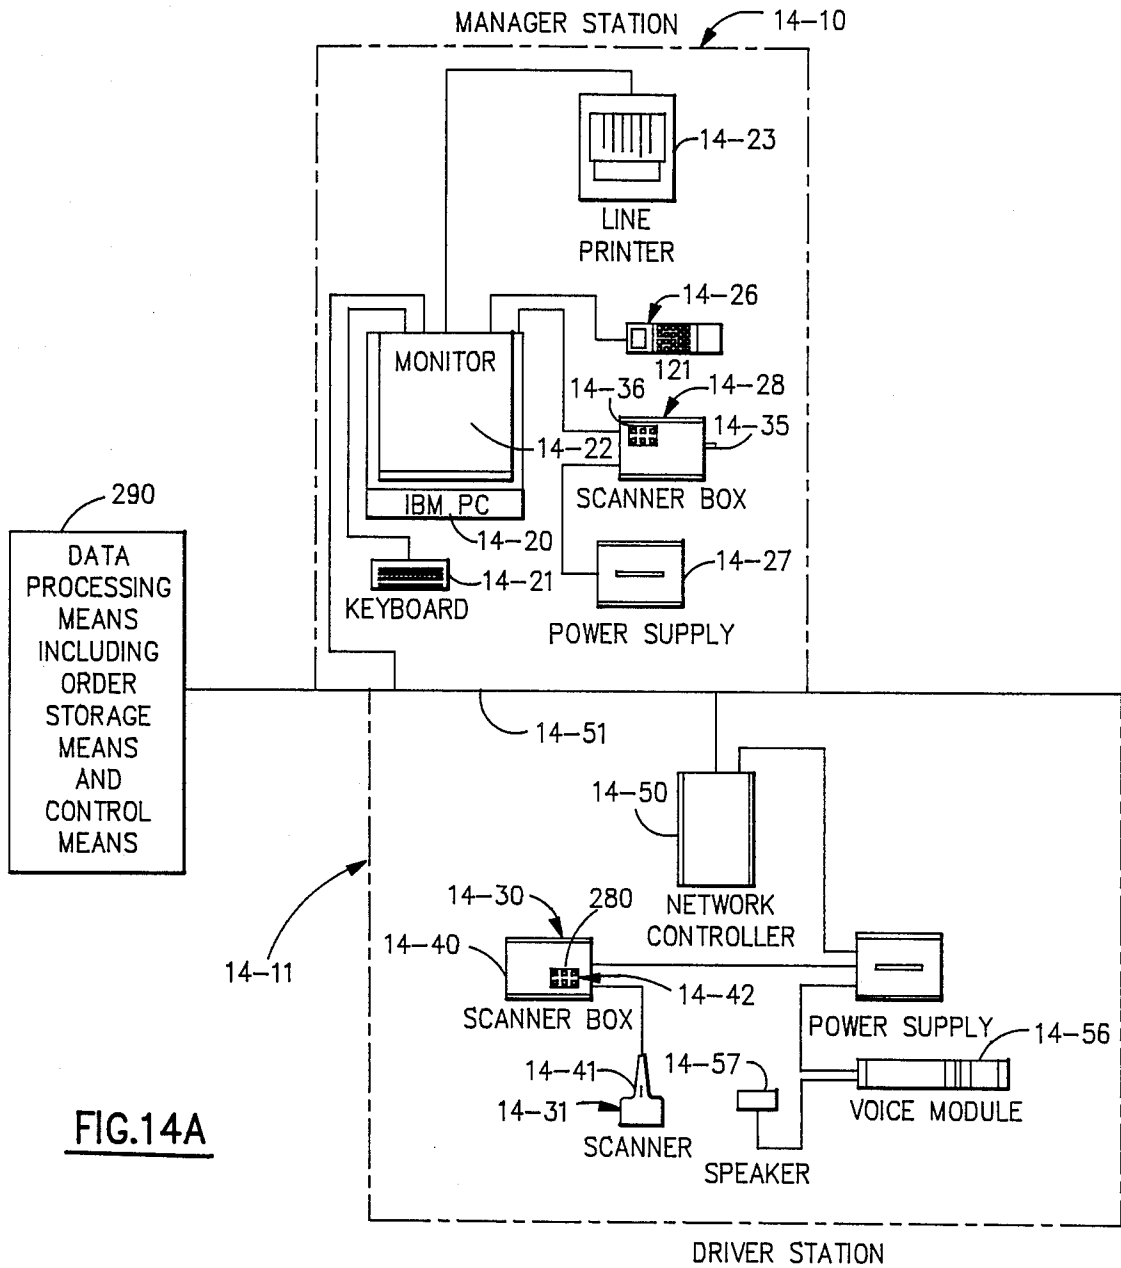 MANAGER STATION
14-10
14-23
LINE
PRINTER
14-26
121
MONITOR
14-36
14-28
14-35
14-22
SCANNER BOX
IBM PC
14-20
14-27
14-21
KEYBOARD
POWER SUPPLY
290
DATA
PROCESSING
MEANS
INCLUDING
ORDER
STORAGE
MEANS
AND
CONTROL
MEANS
14-51
14-50
NETWORK
CONTROLLER
14-11
14-30
280
14-40
14-42
SCANNER BOX
POWER SUPPLY
14-56
14-41
14-57
14-31
VOICE MODULE
SCANNER
SPEAKER
FIG.14A
DRIVER STATION